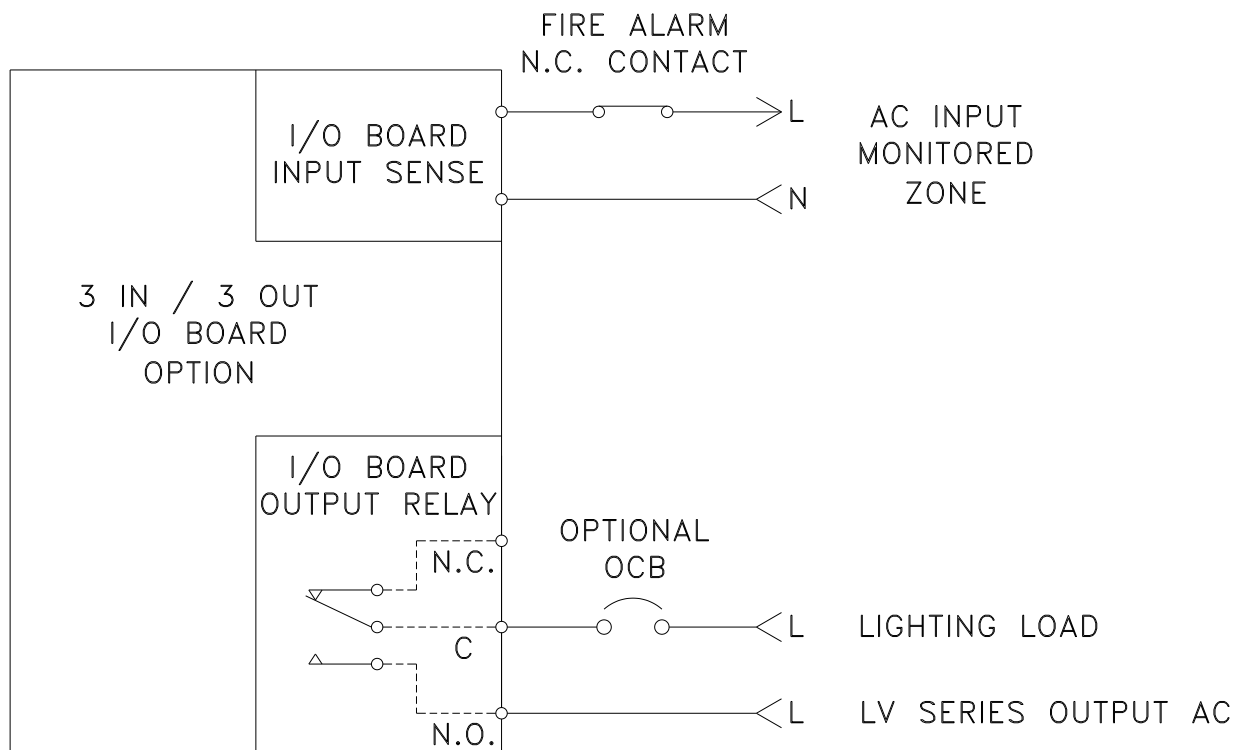 FIRE ALARM
N.C. CONTACT
I/O BOARD
INPUT SENSE
L
N
AC INPUT
MONITORED
ZONE
3 IN / 3 OUT
I/O BOARD
OPTION
I/O BOARD
OUTPUT RELAY
N.C.
OPTIONAL
OCB
C
L
LIGHTING LOAD
N.O.
L
LV SERIES OUTPUT AC